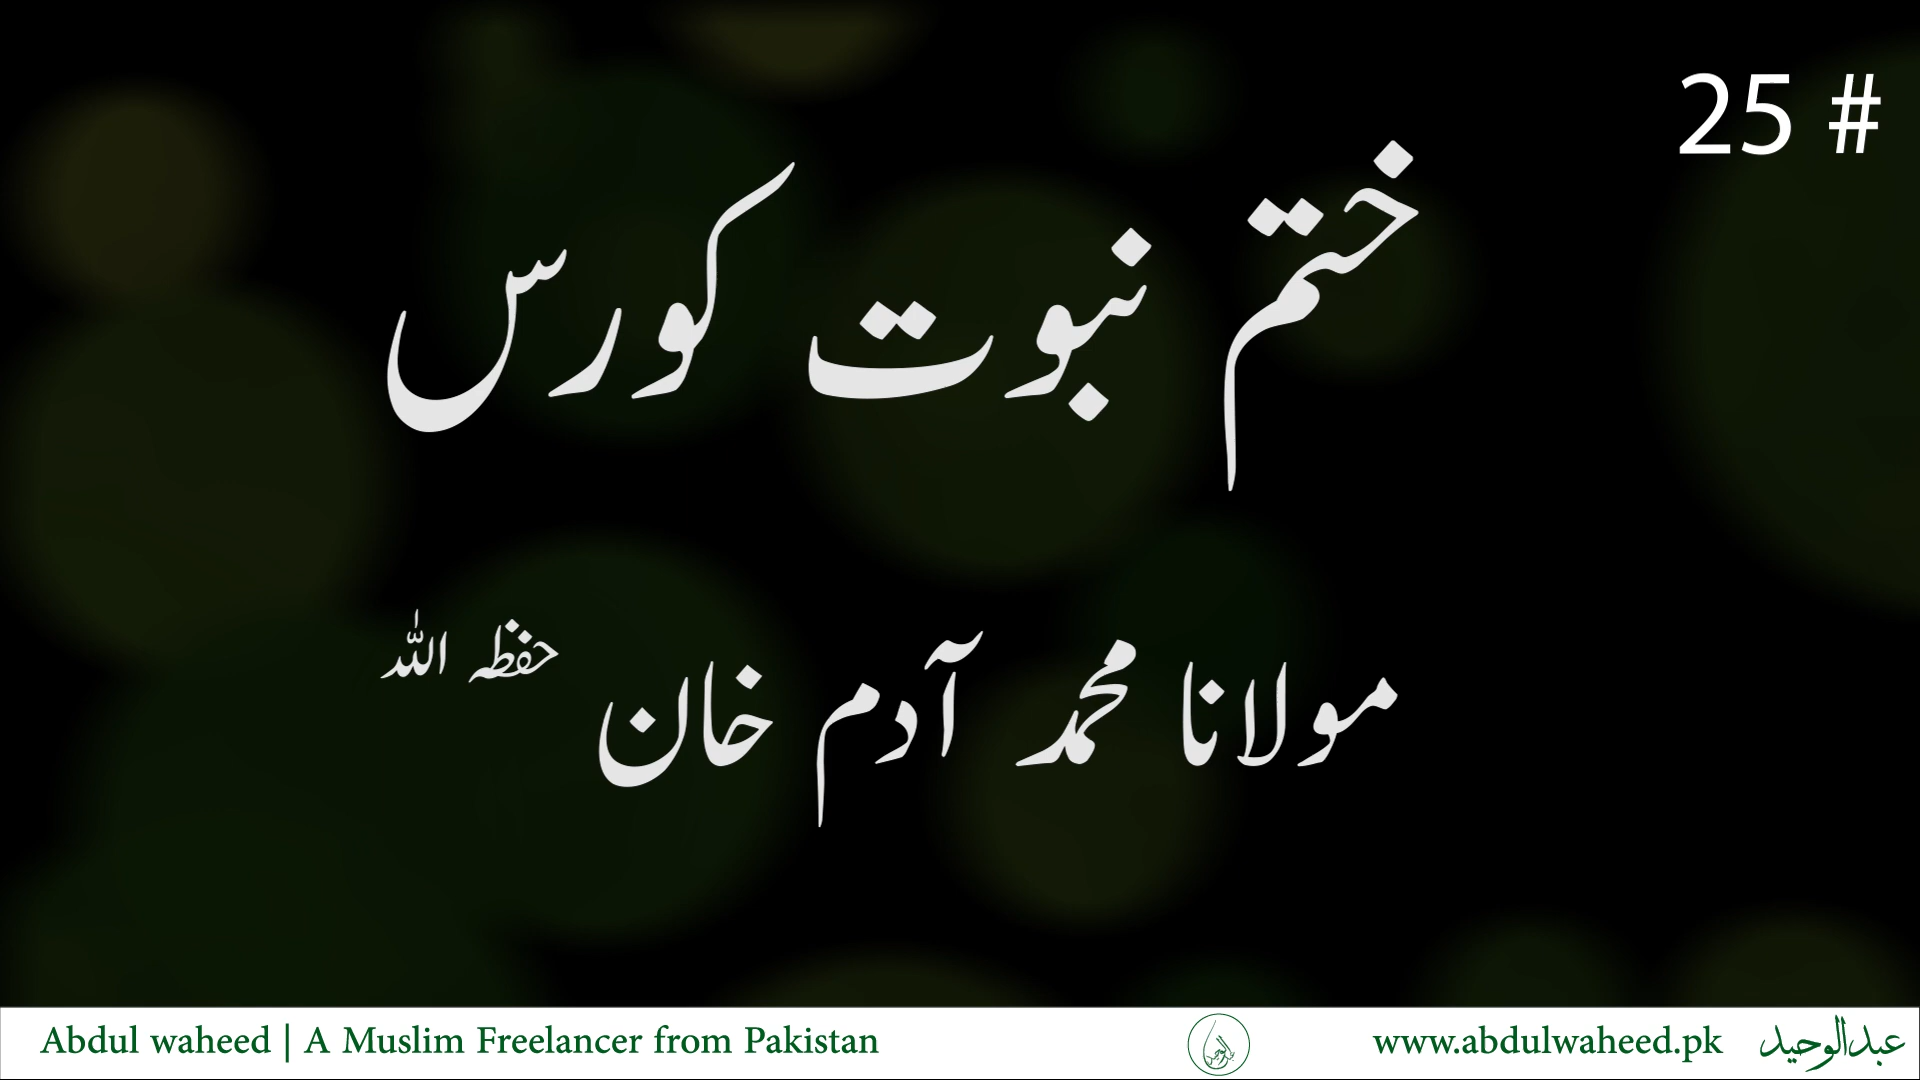 25 #
ختم نبوت کورس
مولانا محمد آدم خان حفظہ اللہ
Abdul waheed | A Muslim Freelancer from Pakistan
www.abdulwaheed.pk عبدالوحید